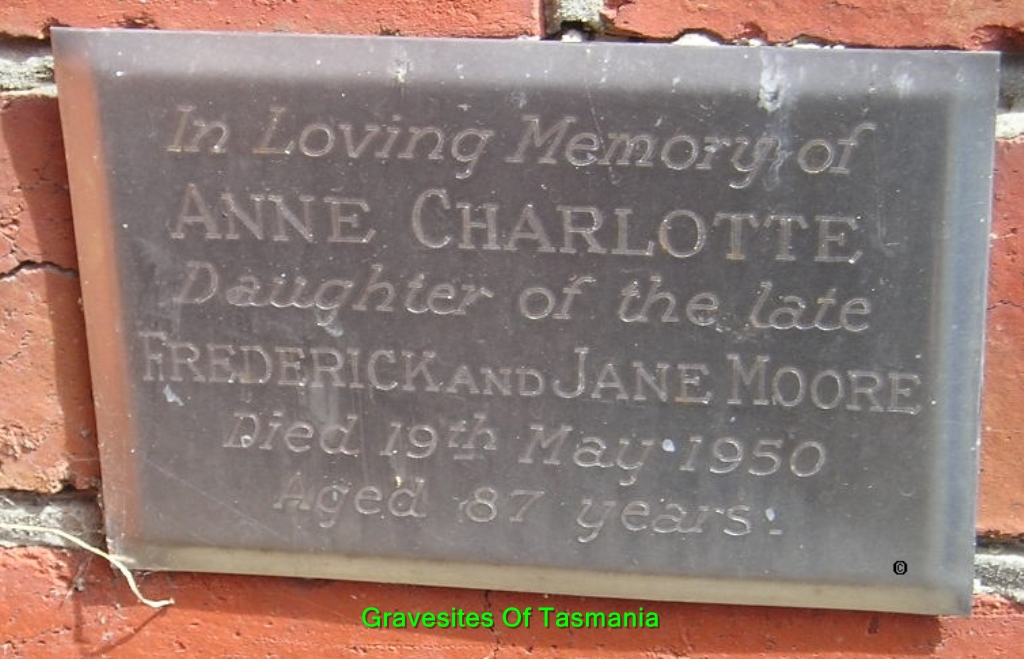 In Loving Memory of
ANNE CHARLOTTE
Daughter of the late
FREDERICK AND JANE MOORE
Died 19th May 1950
Aged 87 years.
©
Gravesites Of Tasmania